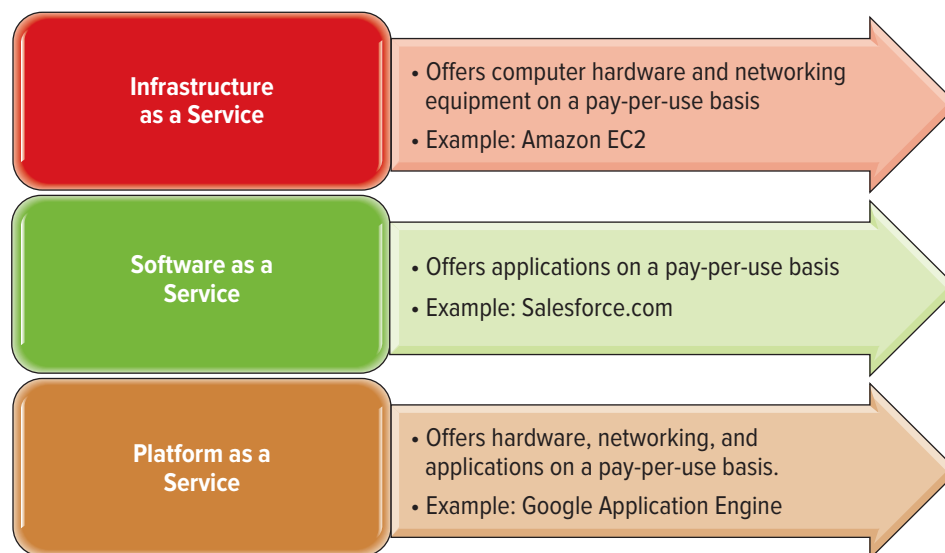 Infrastructure
as a Service
• Offers computer hardware and networking
equipment on a pay-per-use basis
• Example: Amazon EC2
Software as a
Service
• Offers applications on a pay-per-use basis
• Example: Salesforce.com
Platform as a
Service
• Offers hardware, networking, and
applications on a pay-per-use basis.
• Example: Google Application Engine